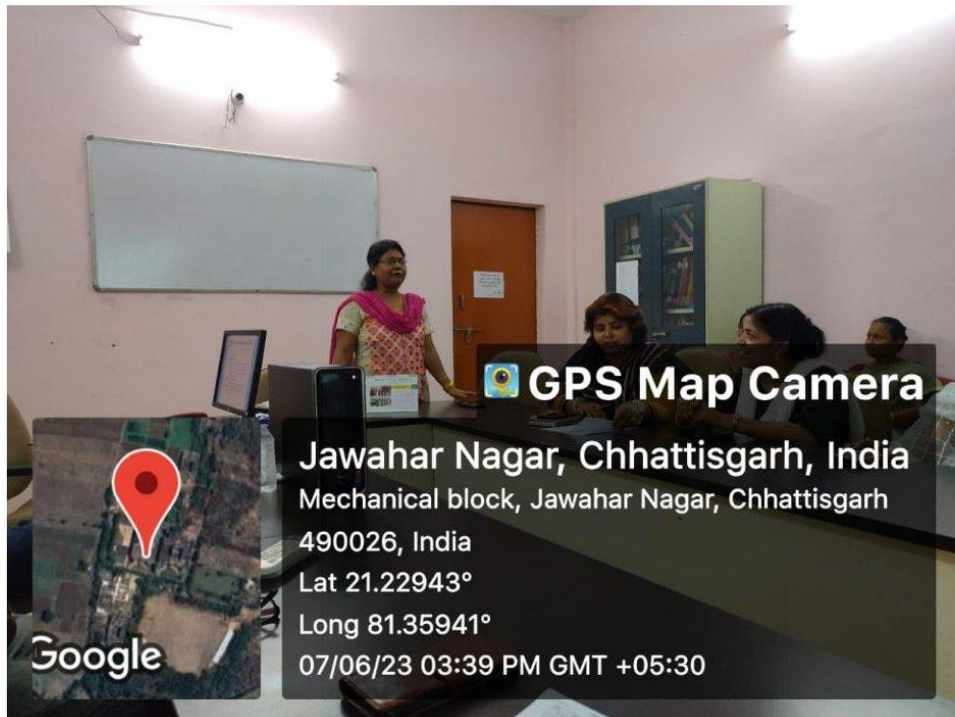 GPS Map Camera
Jawahar Nagar, Chhattisgarh, India
Mechanical block, Jawahar Nagar, Chhattisgarh
490026, India
Lat 21.22943°
Long 81.35941°
07/06/23 03:39 PM GMT +05:30
Google